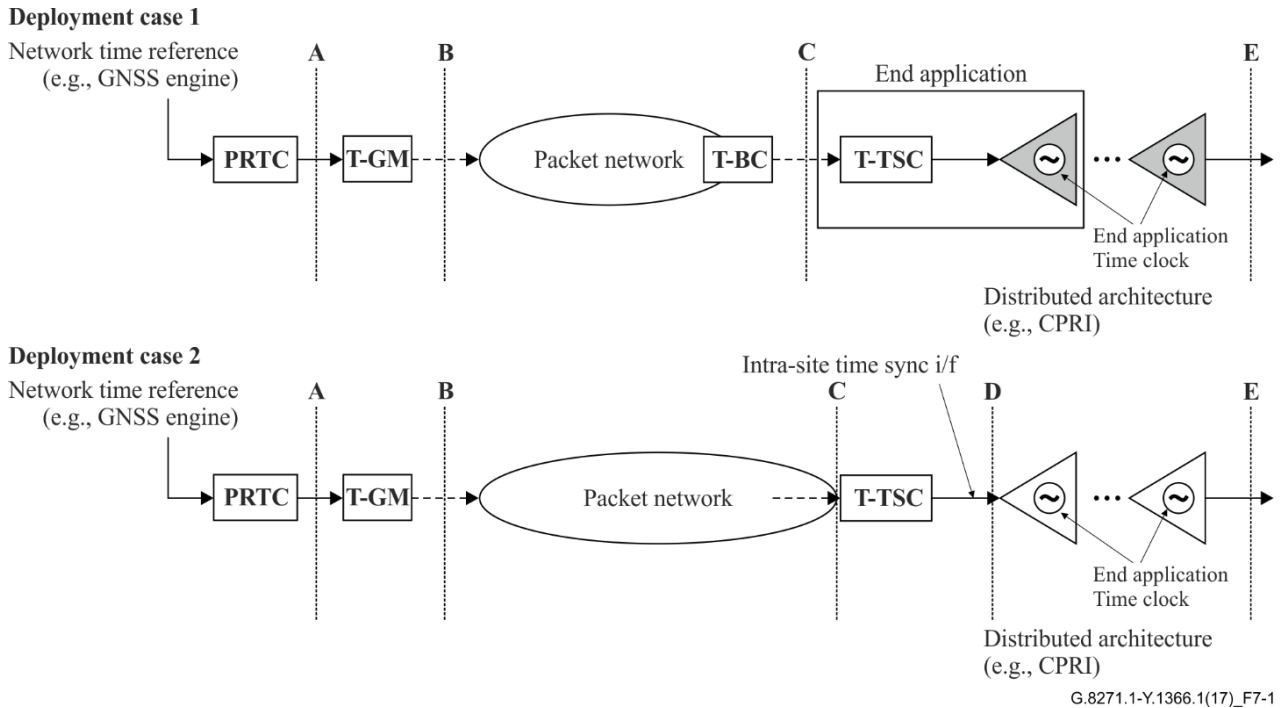 Deployment case 1
Network time reference
(e.g., GNSS engine)
A
B
C
E
End application
PRTC
T-GM
Packet network
T-BC
T-TSC
End application
Time clock
Distributed architecture
(e.g., CPRI)
Deployment case 2
Network time reference
(e.g., GNSS engine)
Intra-site time sync i/f
A
B
C
D
E
PRTC
T-GM
Packet network
T-TSC
End application
Time clock
Distributed architecture
(e.g., CPRI)
G.8271.1-Y.1366.1(17)_F7-1